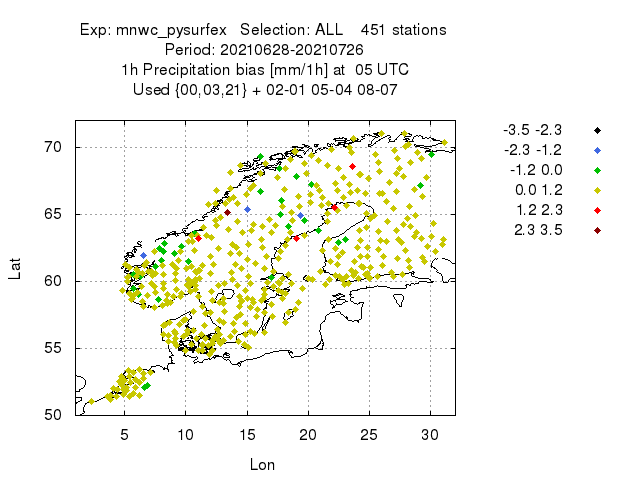 Exp: mnwc_pysurfex   Selection: ALL    451 stations
Period: 20210628-20210726
1h Precipitation bias [mm/1h] at  05 UTC
Used {00,03,21} + 02-01 05-04 08-07
-3.5 -2.3
-2.3 -1.2
-1.2 0.0
0.0 1.2
1.2 2.3
2.3 3.5
Lat
70
65
60
55
50
5 10 15 20 25 30
Lon